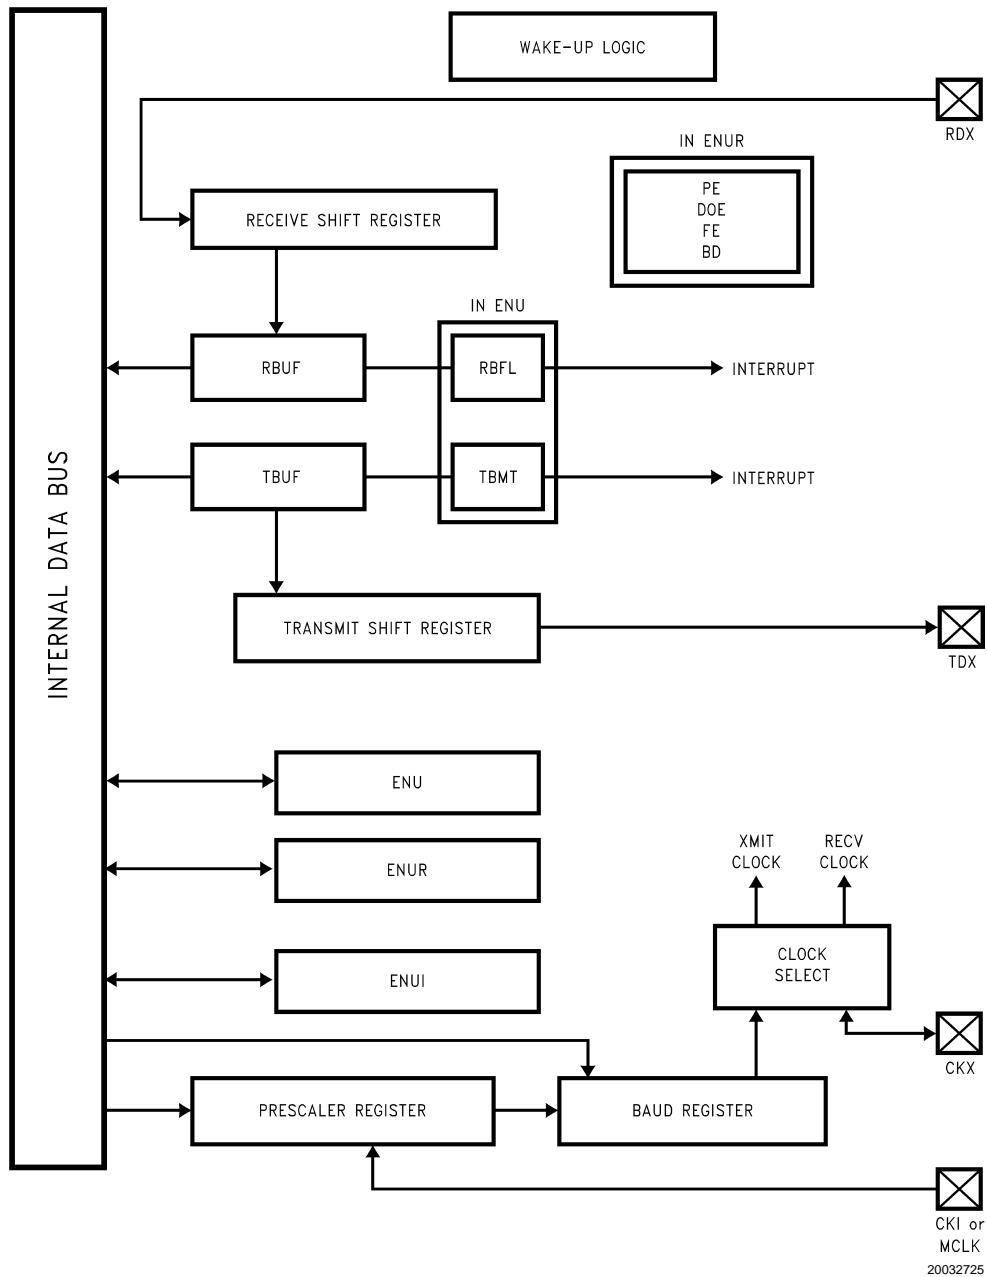 WAKE-UP LOGIC
RDX
IN ENUR
PE
DOE
FE
BD
RECEIVE SHIFT REGISTER
IN ENU
RBUF
RBFL
INTERRUPT
TBUF
TBMT
INTERRUPT
INTERNAL DATA BUS
TRANSMIT SHIFT REGISTER
TDX
ENU
ENUR
XMIT
CLOCK
RECV
CLOCK
ENUI
CLOCK
SELECT
CKX
PRESCALER REGISTER
BAUD REGISTER
CKI or
MCLK
20032725